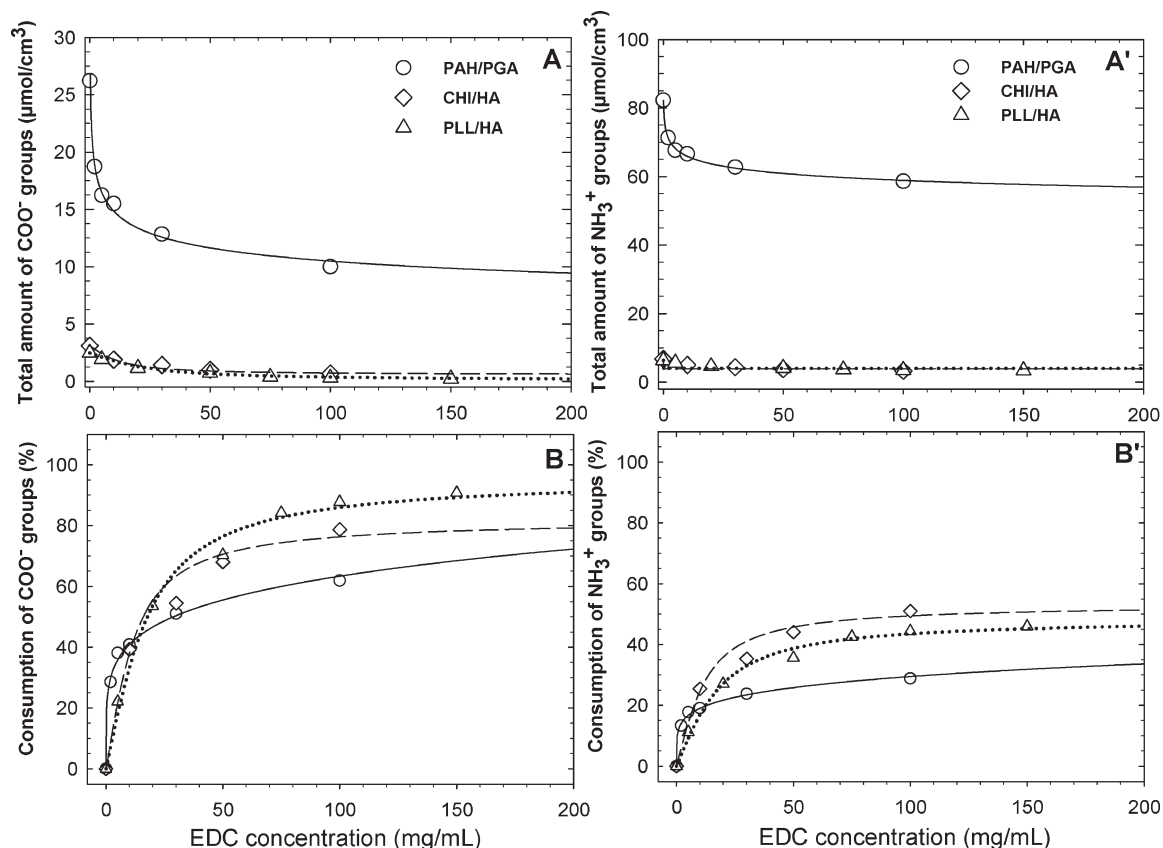 Total amount of COO⁻ groups (µmol/cm³)
30
25
20
15
10
5
0
A
PAH/PGA
CHI/HA
PLL/HA
0 50 100 150 200
Total amount of NH₃⁺ groups (µmol/cm³)
100
80
60
40
20
0
A'
PAH/PGA
CHI/HA
PLL/HA
0 50 100 150 200
Consumption of COO⁻ groups (%)
100
80
60
40
20
0
B
0 50 100 150 200
EDC concentration (mg/mL)
Consumption of NH₃⁺ groups (%)
100
80
60
40
20
0
B'
0 50 100 150 200
EDC concentration (mg/mL)